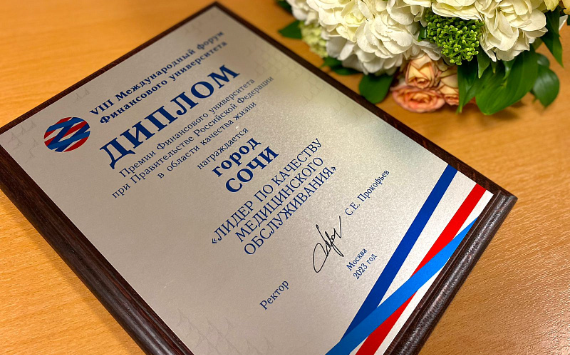 VIII Международный форум
Финансового университета
ДИПЛОМ
Премии Финансового университета
при Правительстве Российской Федерации
в области качества жизни
награждается
город
СОЧИ
«ЛИДЕР ПО КАЧЕСТВУ
МЕДИЦИНСКОГО
ОБСЛУЖИВАНИЯ»
Ректор
С.Е. Прокофьев
Москва
2023 год